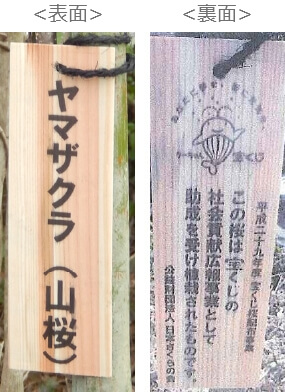 <表面>
<裏面>
ヤマザクラ（山桜）
宝くじ
平成二十九年度
この桜は宝くじの
社会貢献広報事業として
助成を受け植栽されたものです。
公益財団法人 日本さくらの会